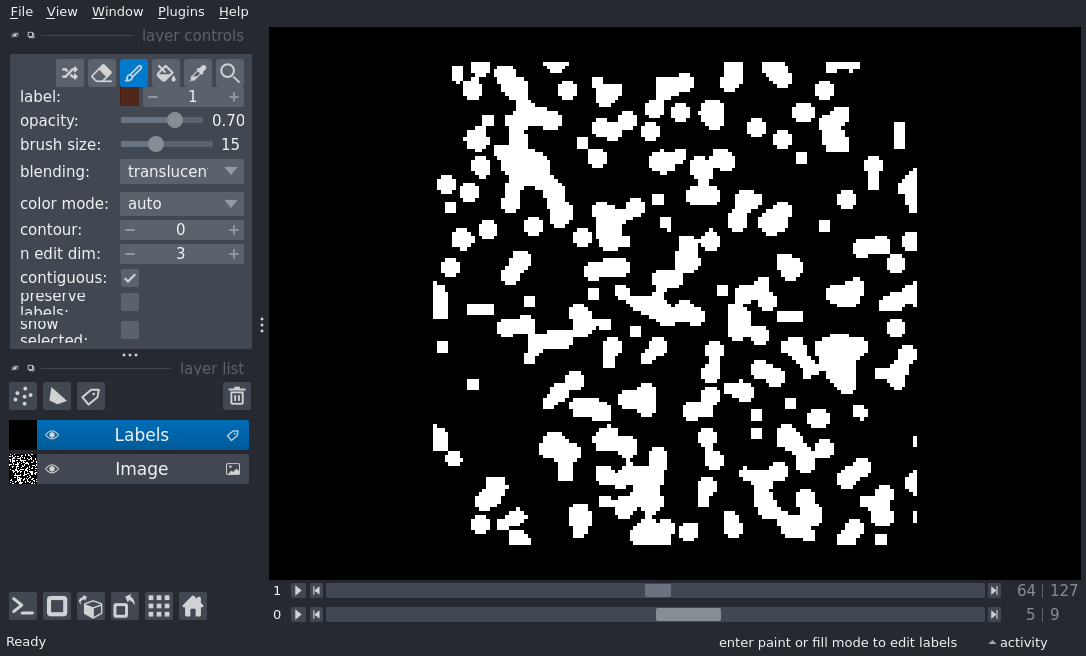 File View Window Plugins Help
layer controls
label: 1
opacity: 0.70
brush size: 15
blending: translucen
color mode: auto
contour: 0
n edit dim: 3
contiguous:
preserve
labels:
show
selected:
layer list
Labels
Image
1 64 127
0 5 9
Ready enter paint or fill mode to edit labels activity